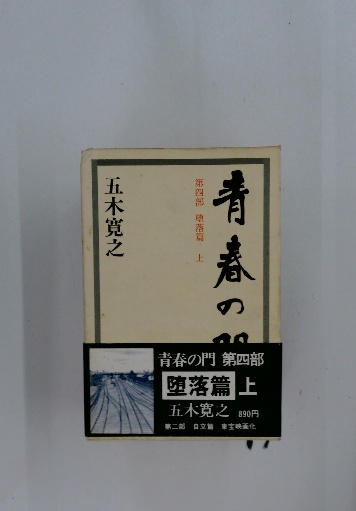 青春の門
第四部 堕落篇 上
五木寛之
青春の門 第四部
堕落篇 上
五木寛之 890円
第二部 自立篇 東宝映画化